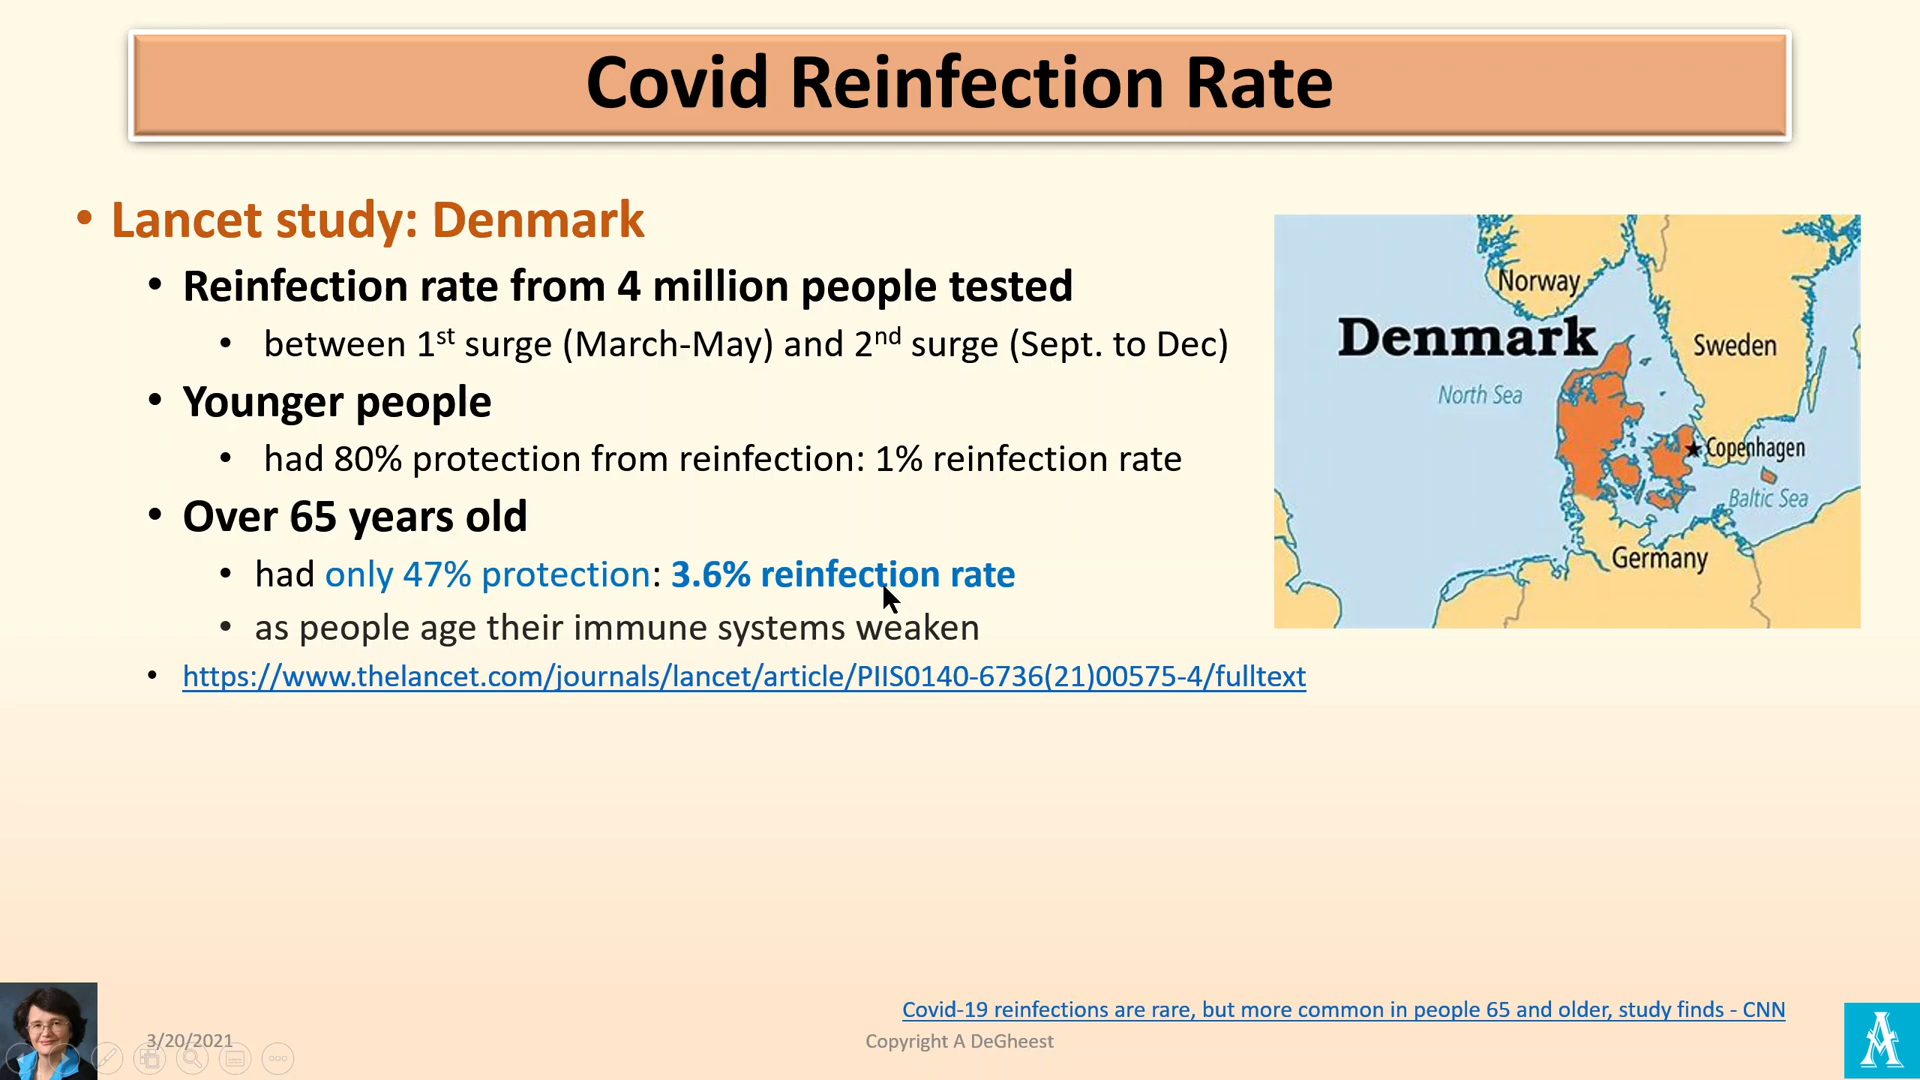 Covid Reinfection Rate
• Lancet study: Denmark
• Reinfection rate from 4 million people tested
• between 1st surge (March-May) and 2nd surge (Sept. to Dec)
• Younger people
• had 80% protection from reinfection: 1% reinfection rate
• Over 65 years old
• had only 47% protection: 3.6% reinfection rate
• as people age their immune systems weaken
• https://www.thelancet.com/journals/lancet/article/PIIS0140-6736(21)00575-4/fulltext
Norway
Denmark
Sweden
North Sea
Copenhagen
Baltic Sea
Germany
Covid-19 reinfections are rare, but more common in people 65 and older, study finds - CNN
3/20/2021
Copyright A DeGheest
A